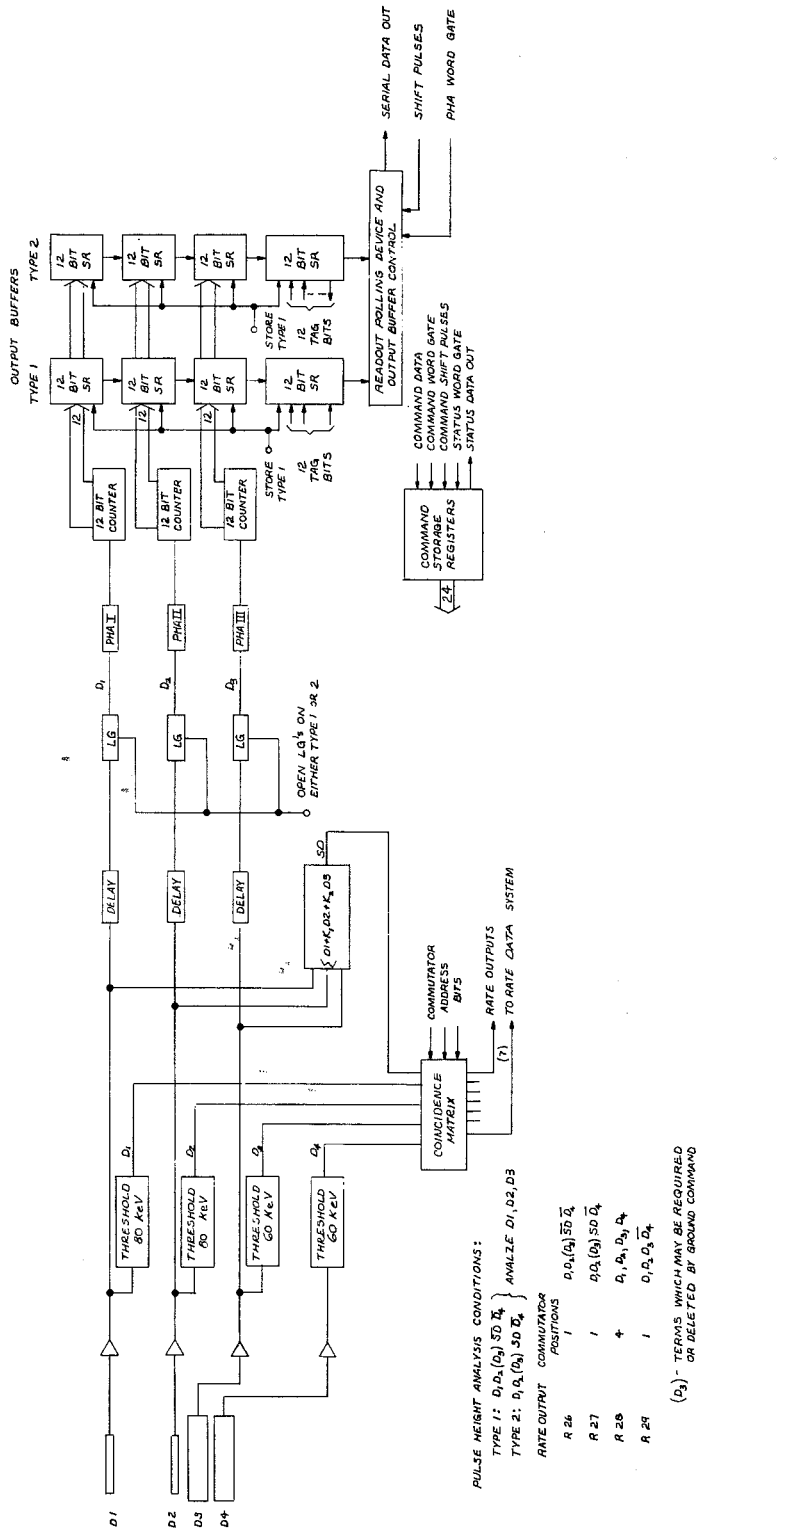 OUTPUT BUFFERS
TYPE 1
TYPE 2
D1
D2
D3
D4
THRESHOLD
80 KeV
D₁
THRESHOLD
80 KeV
D₂
THRESHOLD
60 KeV
D₃
THRESHOLD
60 KeV
D₄
DELAY
DELAY
DELAY
LG
LG
LG
D₁
D₂
D₃
PHA I
PHA II
PHA III
12 BIT
COUNTER
12 BIT
COUNTER
12 BIT
COUNTER
12
12
12
12
BIT
SR
12
BIT
SR
12
BIT
SR
12
BIT
SR
12
BIT
SR
12
BIT
SR
12
BIT
SR
12
BIT
SR
STORE
TYPE 1
12
TAG
BITS
STORE
TYPE 1
12
TAG
BITS
OPEN LG's ON
EITHER TYPE 1 OR 2
ΣD1+K₁D2+K₂D3
SD
READOUT POLLING DEVICE AND
OUTPUT BUFFER CONTROL
SERIAL DATA OUT
SHIFT PULSES
PHA WORD GATE
COMMAND DATA
COMMAND WORD GATE
COMMAND SHIFT PULSES
STATUS WORD GATE
STATUS DATA OUT
COMMAND
STORAGE
REGISTERS
24
COMMUTATOR
ADDRESS
BITS
COINCIDENCE
MATRIX
(7)
RATE OUTPUTS
TO RATE DATA SYSTEM
PULSE HEIGHT ANALYSIS CONDITIONS:
TYPE 1: D₁D₂(D₃) S̅D̅ D̅₄
TYPE 2: D₁D₂(D₃) SD D̅₄
} ANALZE D1, D2, D3
RATE OUTPUT COMMUTATOR
POSITIONS
R 26 1 D₁D₂(D₃) S̅D̅ D̅₄
R 27 1 D₁D₂(D₃) SD D̅₄
R 28 4 D₁, D₂, D₃, D₄
R 29 1 D₁D₂D₃ D̅₄
(D₃) - TERMS WHICH MAY BE REQUIRED
OR DELETED BY GROUND COMMAND